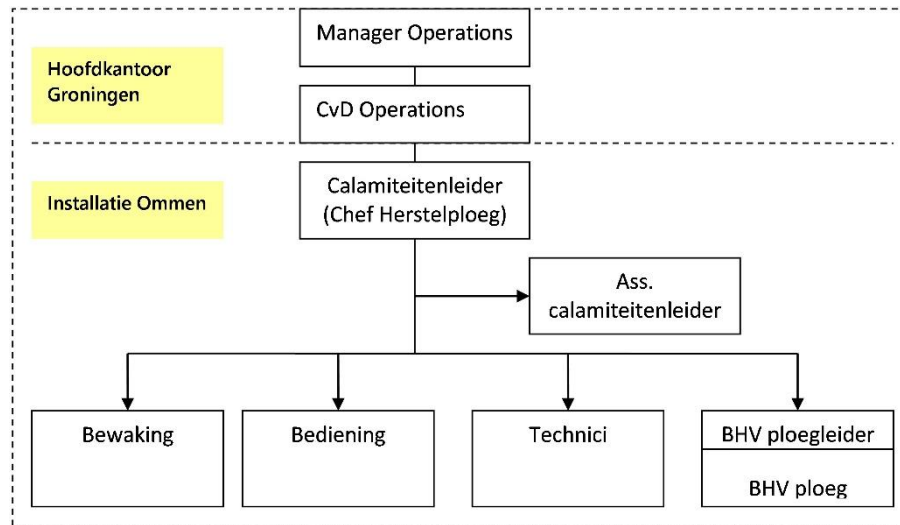 Manager Operations
Hoofdkantoor
Groningen
CvD Operations
Installatie Ommen
Calamiteitenleider
(Chef Herstelploeg)
Ass.
calamiteitenleider
Bewaking
Bediening
Technici
BHV ploegleider
BHV ploeg